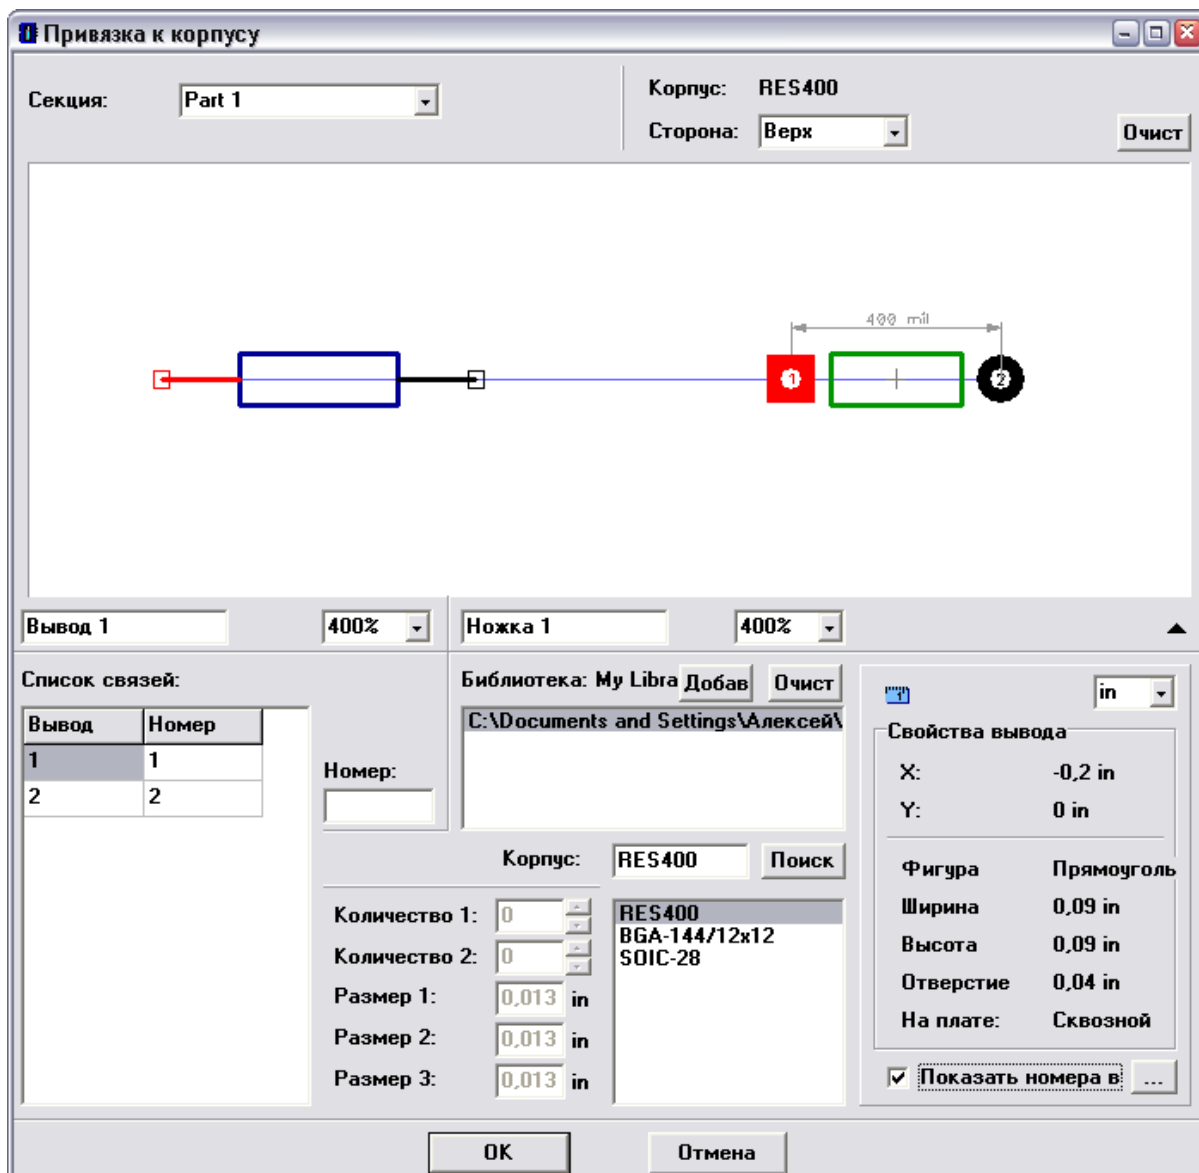 Привязка к корпусу
Секция: Part 1
Корпус: RES400
Сторона: Верх
Очист
400 mil
1 2
Вывод 1 400% Ножка 1 400%
Список связей:
Вывод Номер
1 1
2 2
Номер:
Библиотека: My Libra Добав Очист
C:\Documents and Settings\Алексей\
Корпус: RES400 Поиск
Количество 1: 0
Количество 2: 0
Размер 1: 0,013 in
Размер 2: 0,013 in
Размер 3: 0,013 in
RES400
BGA-144/12x12
SOIC-28
in
Свойства вывода
X: -0,2 in
Y: 0 in
Фигура Прямоуголь
Ширина 0,09 in
Высота 0,09 in
Отверстие 0,04 in
На плате: Сквозной
Показать номера в ...
OK Отмена